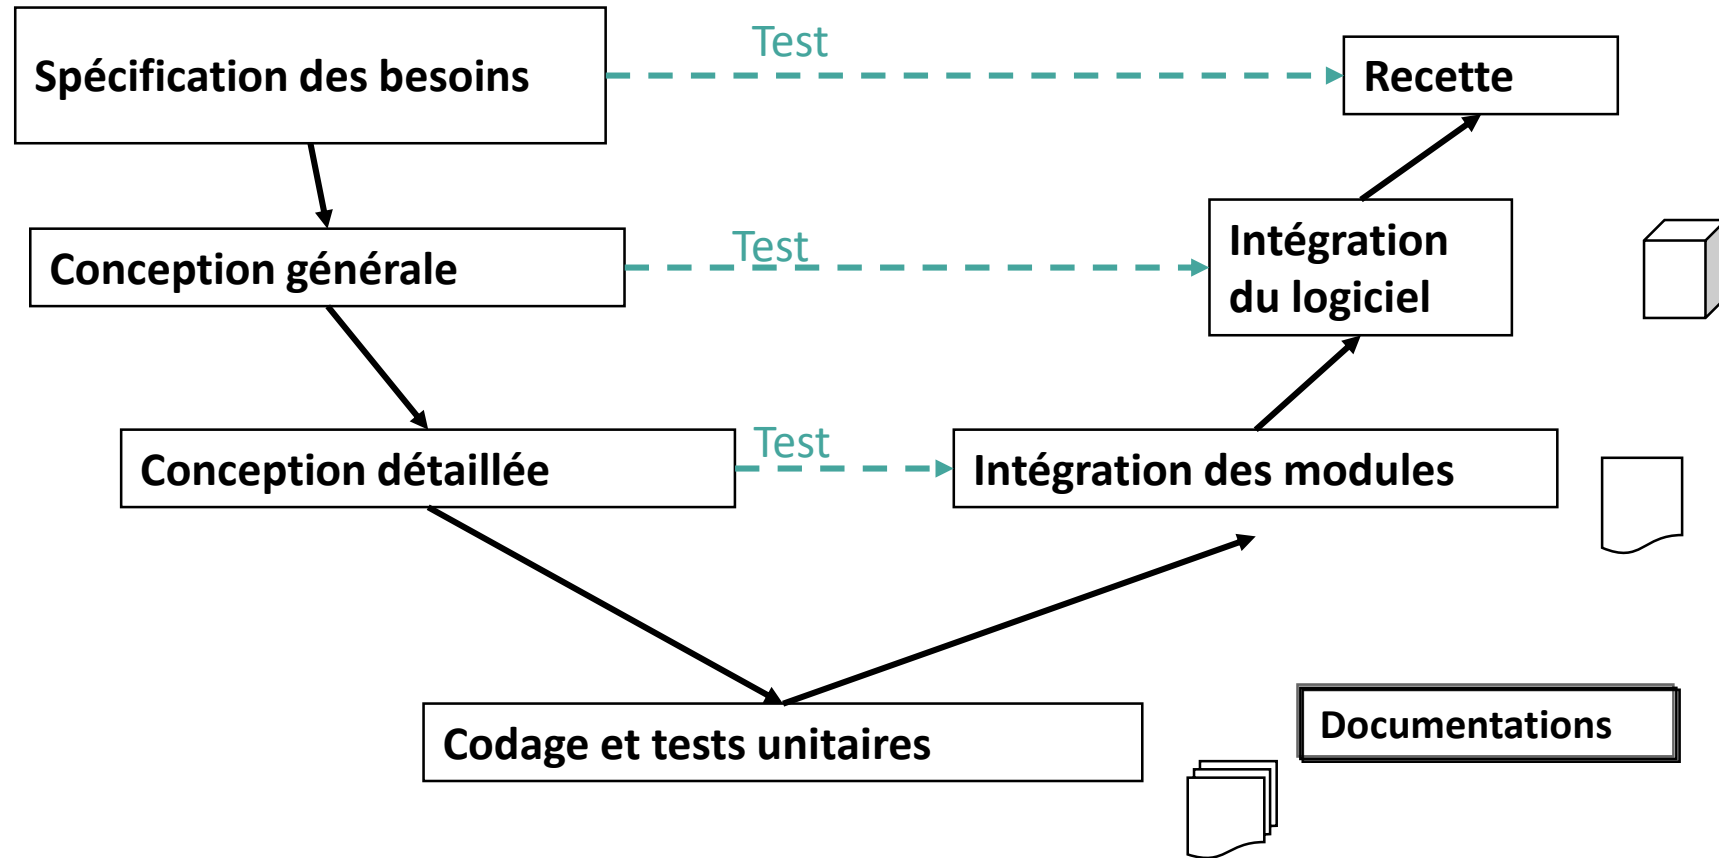 Test
Spécification des besoins
Recette
Test
Conception générale
Intégration
du logiciel
Test
Conception détaillée
Intégration des modules
Codage et tests unitaires
Documentations